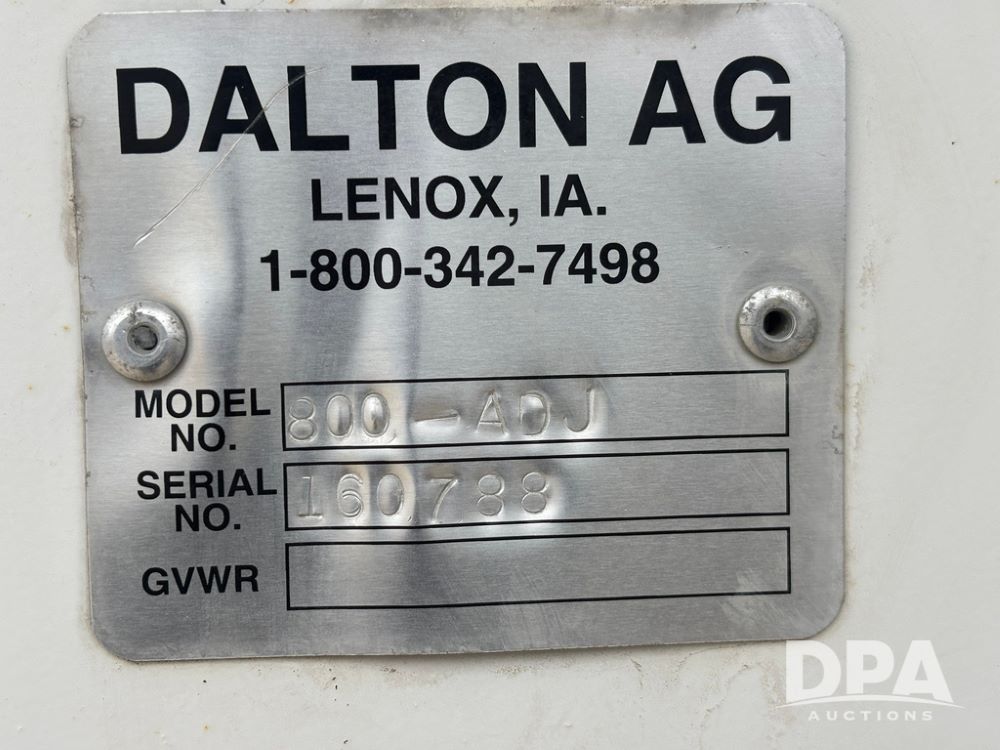 DALTON AG
LENOX, IA.
1-800-342-7498
MODEL NO. 800-ADJ
SERIAL NO. 160788
GVWR
DPA
AUCTIONS